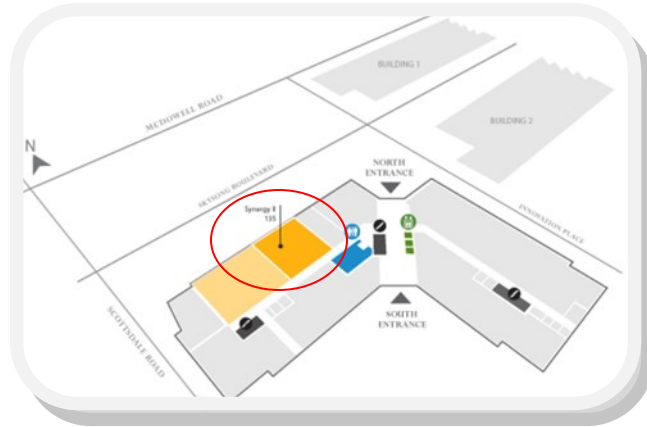 BUILDING 1
MCDOWELL ROAD
BUILDING 2
N
NORTH
ENTRANCE
SKYSONG BOULEVARD
Synergy II
135
INNOVATION PLACE
SOUTH
ENTRANCE
SCOTTSDALE ROAD